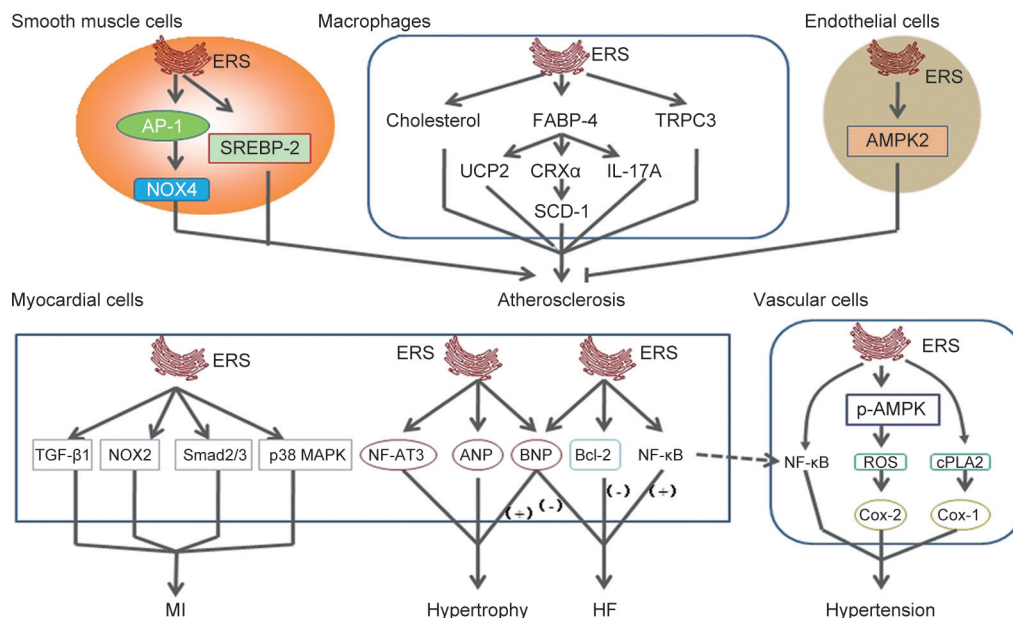 Smooth muscle cells
Macrophages
Endothelial cells
ERS
ERS
ERS
AP-1
SREBP-2
NOX4
Cholesterol
FABP-4
TRPC3
UCP2
CRXα
IL-17A
SCD-1
AMPK2
Atherosclerosis
Myocardial cells
Vascular cells
ERS
ERS
ERS
ERS
TGF-β1
NOX2
Smad2/3
p38 MAPK
NF-AT3
ANP
BNP
Bcl-2
NF-κB
(+)
(-)
(-)
(+)
p-AMPK
NF-κB
ROS
cPLA2
Cox-2
Cox-1
MI
Hypertrophy
HF
Hypertension